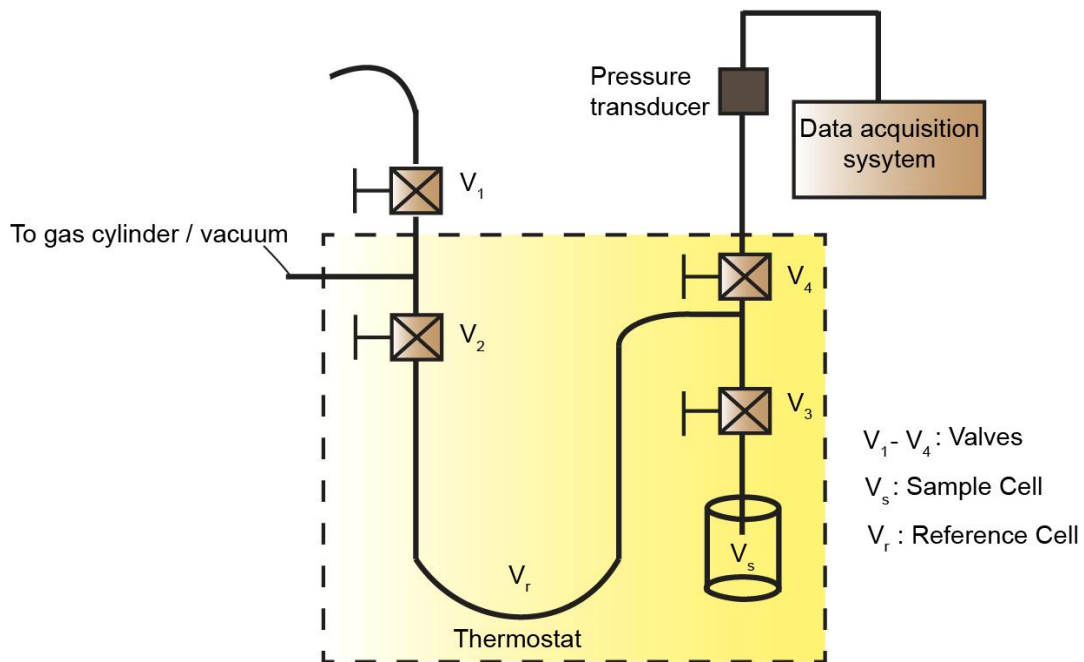 Pressure
transducer
Data acquisition
sysytem
V₁
To gas cylinder / vacuum
V₄
V₂
V₃
V₁- V₄ : Valves
Vₛ : Sample Cell
Vᵣ : Reference Cell
Vₛ
Vᵣ
Thermostat